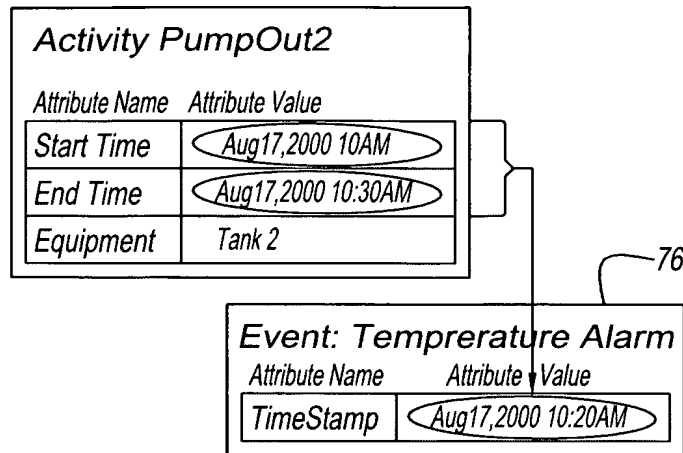 Activity PumpOut2
Attribute Name Attribute Value
Start Time Aug17,2000 10AM
End Time Aug17,2000 10:30AM
Equipment Tank 2
76
Event: Temprerature Alarm
Attribute Name Attribute Value
TimeStamp Aug17,2000 10:20AM